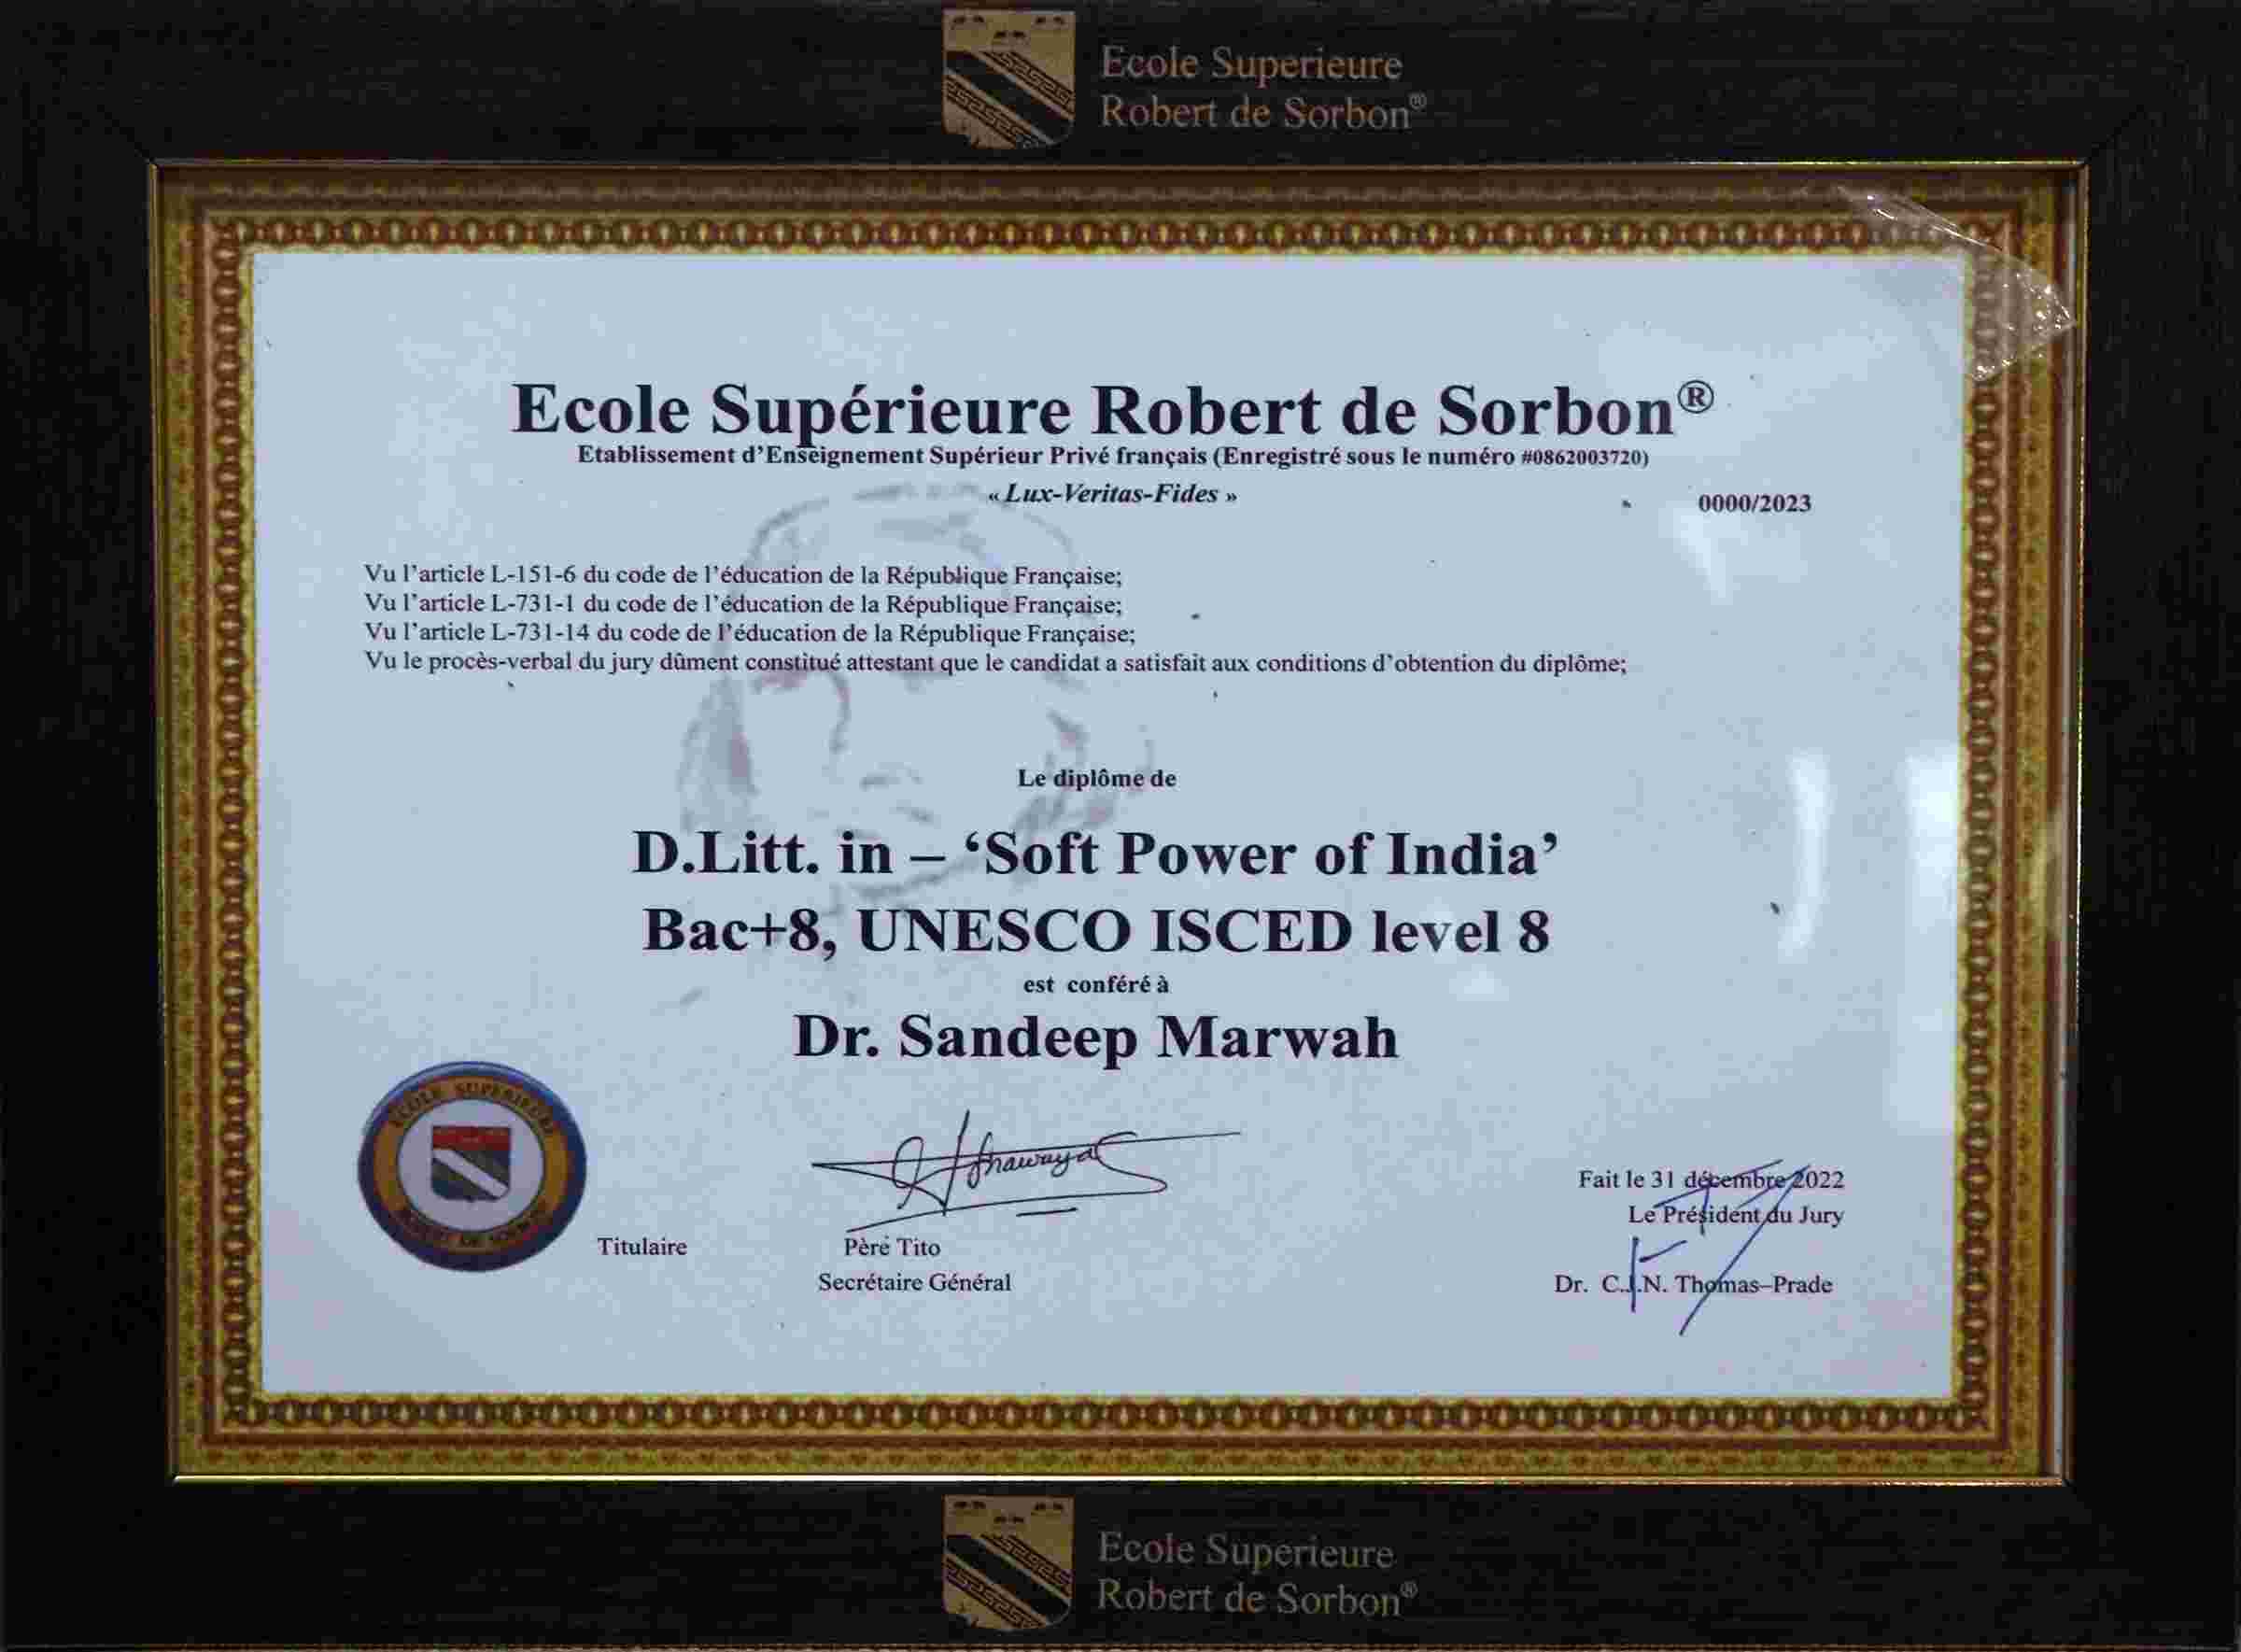 Ecole Superieure
Robert de Sorbon®
Ecole Supérieure Robert de Sorbon®
Etablissement d'Enseignement Supérieur Privé français (Enregistré sous le numéro #0862003720)
« Lux-Veritas-Fides »
0000/2023
Vu l'article L-151-6 du code de l'éducation de la République Française;
Vu l'article L-731-1 du code de l'éducation de la République Française;
Vu l'article L-731-14 du code de l'éducation de la République Française;
Vu le procès-verbal du jury dûment constitué attestant que le candidat a satisfait aux conditions d'obtention du diplôme;
Le diplôme de
D.Litt. in – ‘Soft Power of India’
Bac+8, UNESCO ISCED level 8
est conféré à
Dr. Sandeep Marwah
ECOLE SUPERIEURE
ROBERT DE SORBON
Titulaire
Père Tito
Secrétaire Général
Fait le 31 décembre 2022
Le Président du Jury
Dr. C.J.N. Thomas–Prade
Ecole Superieure
Robert de Sorbon®